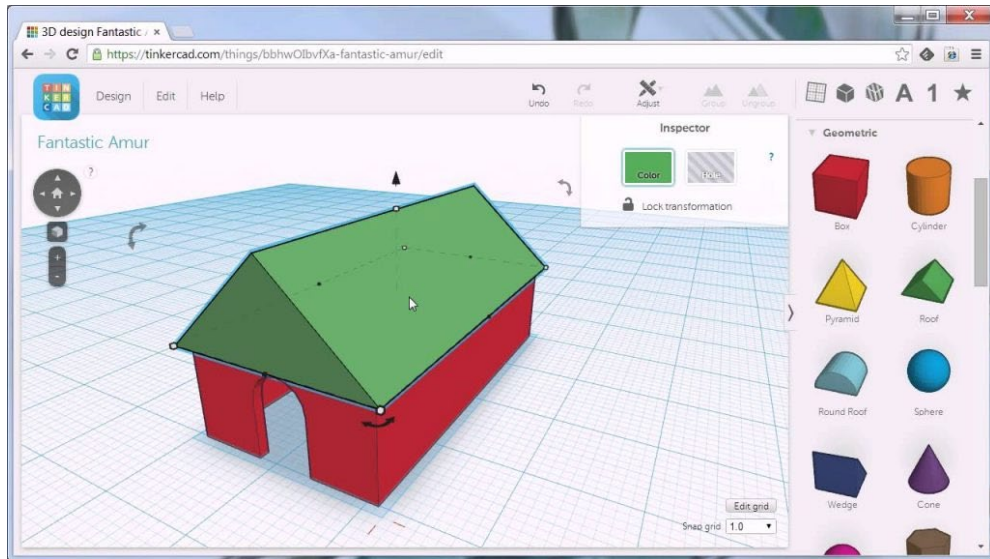 3D design Fantastic A
https://tinkercad.com/things/bbhwOIbvfXa-fantastic-amur/edit
TIN
KER
CAD
Design Edit Help
Undo Redo Adjust Group Ungroup
A 1
Fantastic Amur
?
Inspector
Color Hole
?
Lock transformation
Geometric
Box Cylinder
Pyramid Roof
Round Roof Sphere
Wedge Cone
+
-
Edit grid
Snap grid 1.0